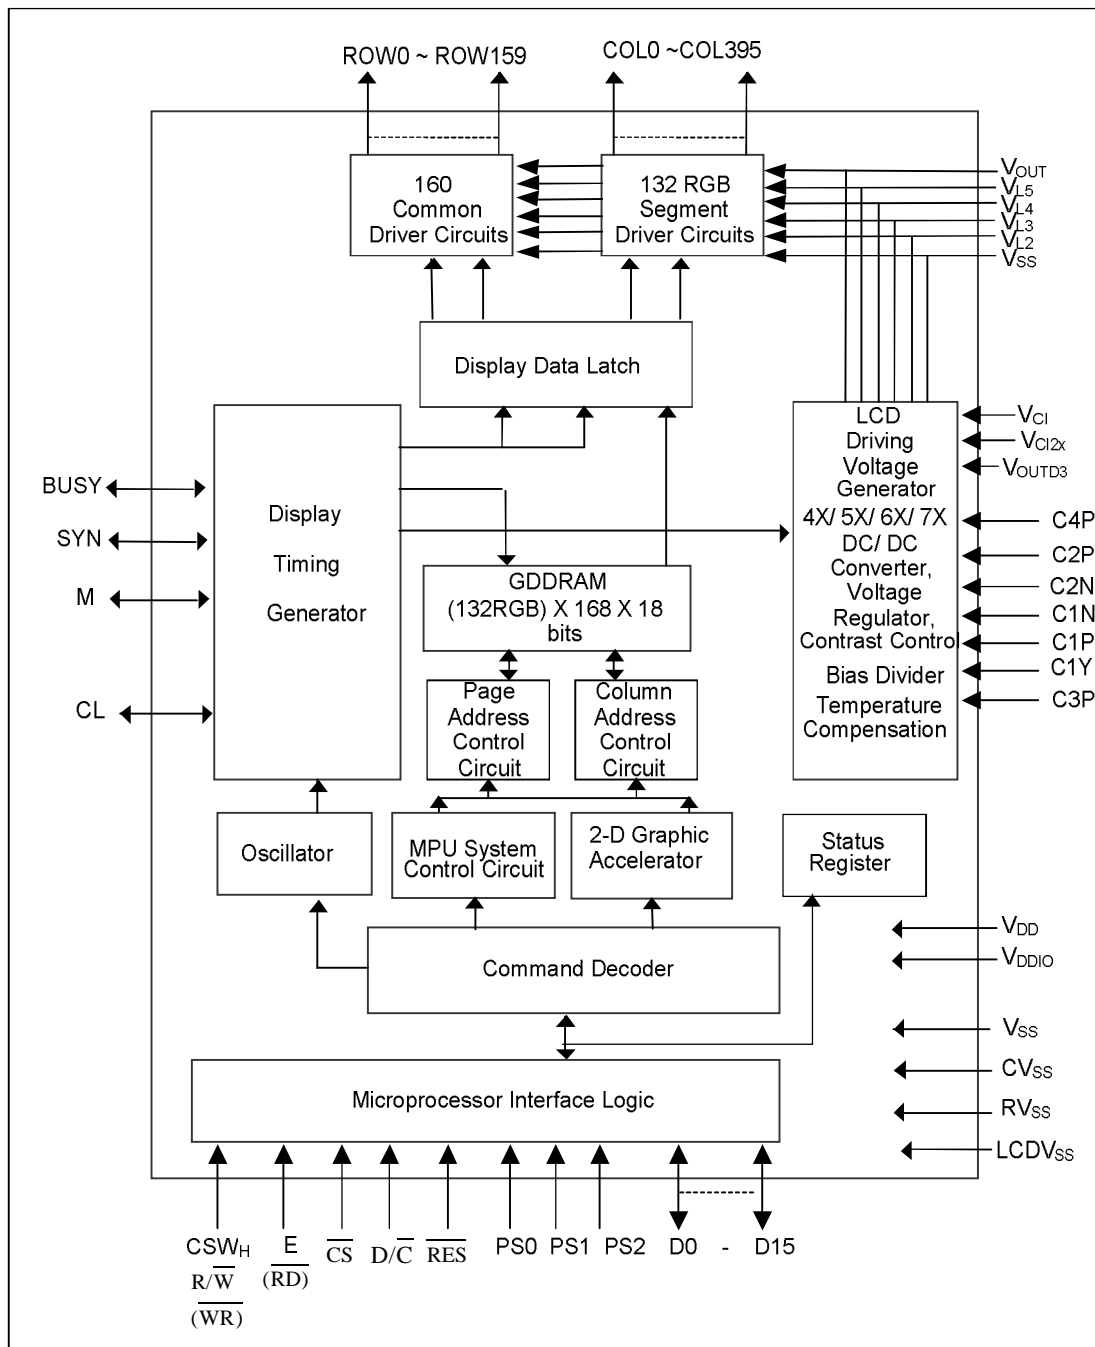 ROW0 ~ ROW159
COL0 ~COL395
160
Common
Driver Circuits
132 RGB
Segment
Driver Circuits
VOUT
VL5
VL4
VL3
VL2
VSS
Display Data Latch
BUSY
SYN
M
CL
Display
Timing
Generator
LCD
Driving
Voltage
Generator
4X/ 5X/ 6X/ 7X
DC/ DC
Converter,
Voltage
Regulator,
Contrast Control
Bias Divider
Temperature
Compensation
VCI
VCI2x
VOUTD3
C4P
C2P
C2N
C1N
C1P
C1Y
C3P
GDDRAM
(132RGB) X 168 X 18
bits
Page
Address
Control
Circuit
Column
Address
Control
Circuit
Oscillator
MPU System
Control Circuit
2-D Graphic
Accelerator
Status
Register
Command Decoder
VDD
VDDIO
VSS
CVSS
RVSS
LCDVSS
Microprocessor Interface Logic
CSWH
R/W̅
(W̅R̅)
E
(R̅D̅)
C̅S̅
D/C̅
R̅E̅S̅
PS0
PS1
PS2
D0 - D15